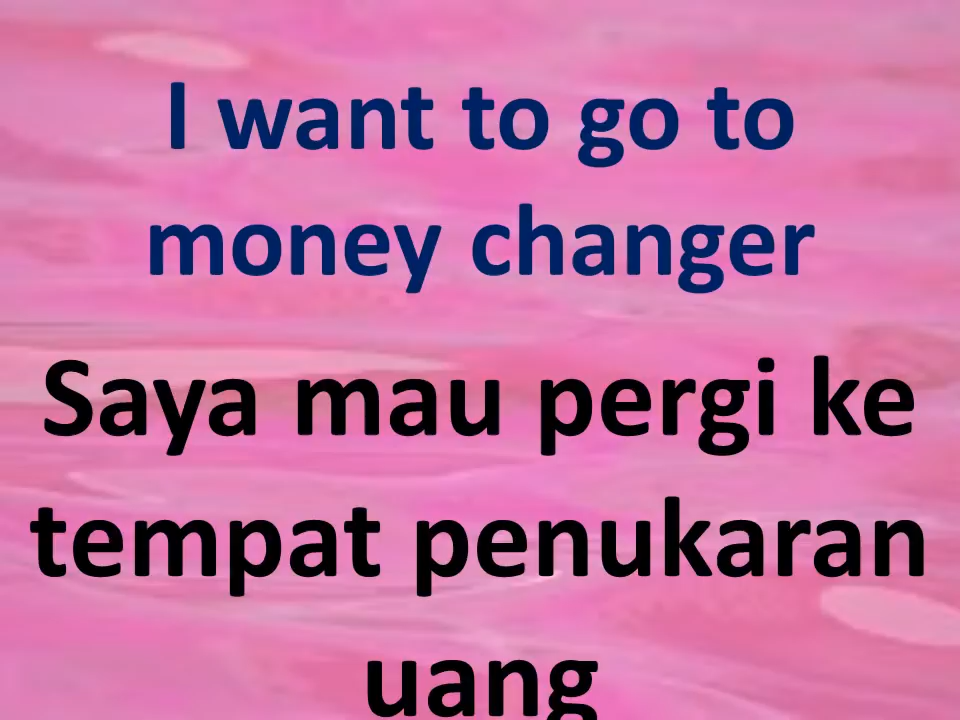 I want to go to
money changer
Saya mau pergi ke
tempat penukaran
uang